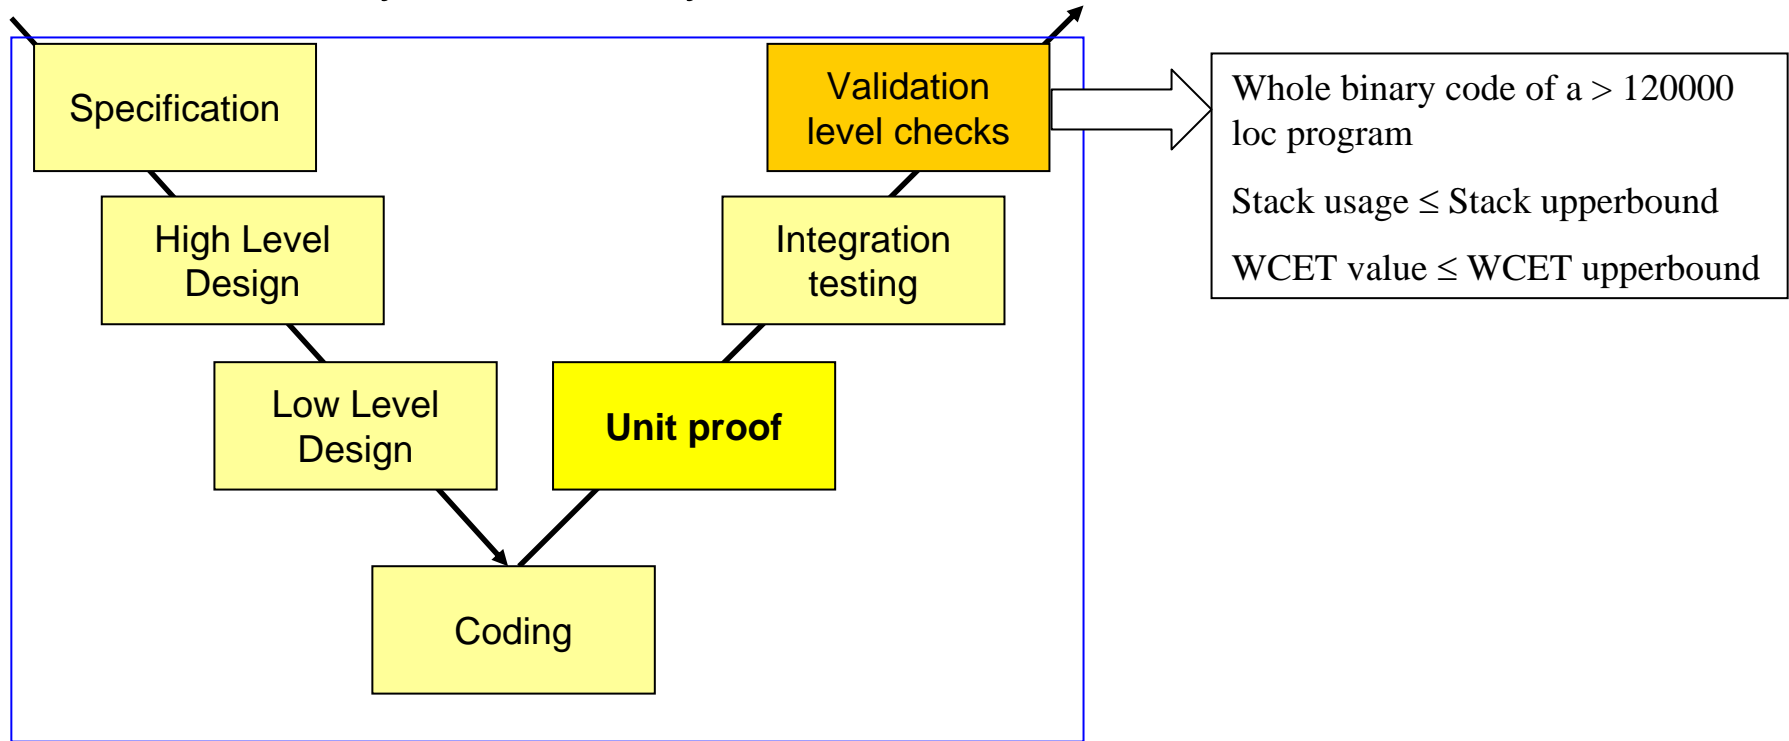 Specification
High Level
Design
Low Level
Design
Coding
Unit proof
Integration
testing
Validation
level checks
Whole binary code of a > 120000
loc program
Stack usage ≤ Stack upperbound
WCET value ≤ WCET upperbound